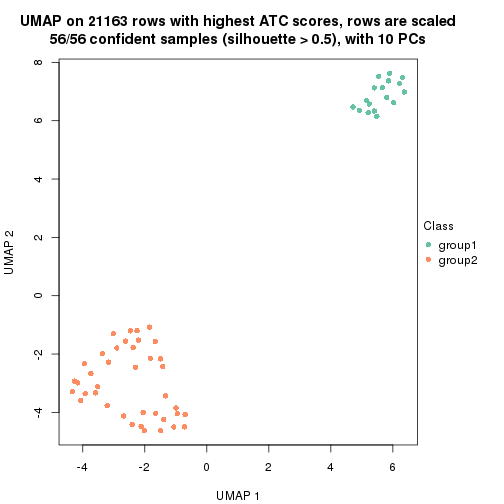 UMAP on 21163 rows with highest ATC scores, rows are scaled
56/56 confident samples (silhouette > 0.5), with 10 PCs
8
6
4
2
0
-2
-4
UMAP 2
-4 -2 0 2 4 6
UMAP 1
Class
group1
group2